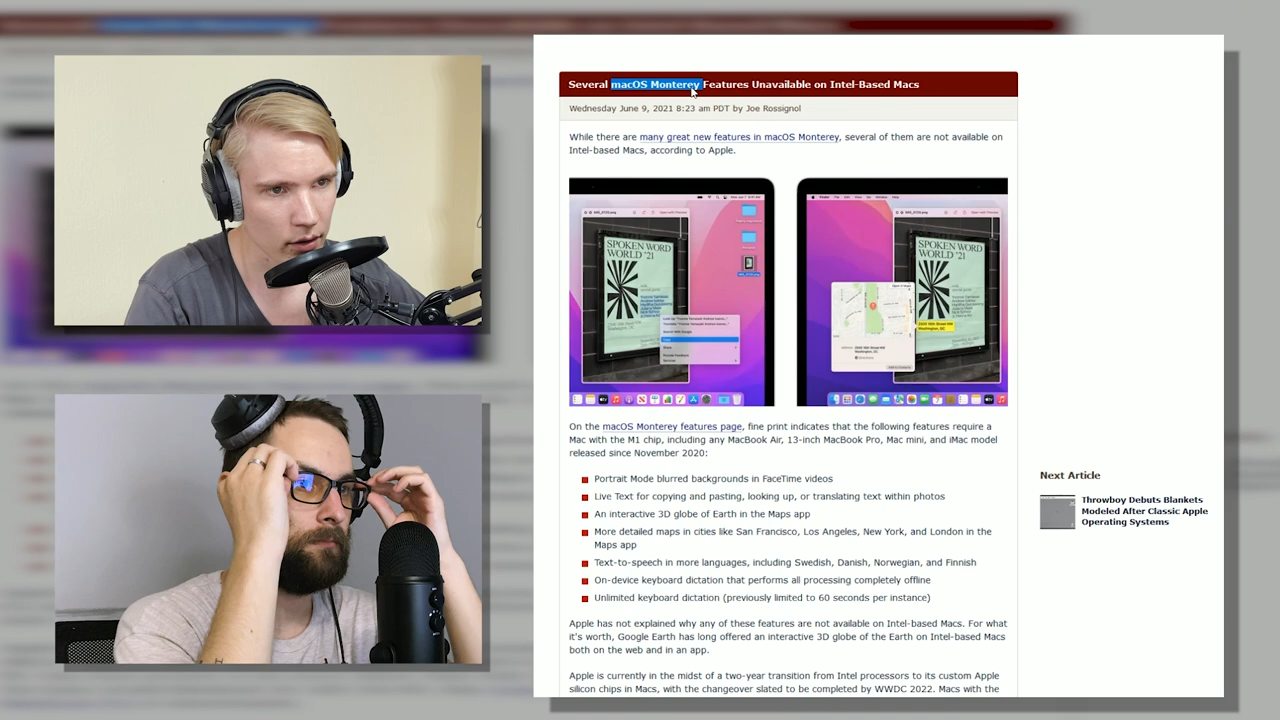 Several macOS Monterey Features Unavailable on Intel-Based Macs
Wednesday June 9, 2021 8:23 am PDT by Joe Rossignol
While there are many great new features in macOS Monterey, several of them are not available on
Intel-based Macs, according to Apple.
SPOKEN WORD
WORLD '21
SPOKEN WORD
WORLD '21
On the macOS Monterey features page, fine print indicates that the following features require a
Mac with the M1 chip, including any MacBook Air, 13-inch MacBook Pro, Mac mini, and iMac model
released since November 2020:
Portrait Mode blurred backgrounds in FaceTime videos
Live Text for copying and pasting, looking up, or translating text within photos
An interactive 3D globe of Earth in the Maps app
More detailed maps in cities like San Francisco, Los Angeles, New York, and London in the
Maps app
Text-to-speech in more languages, including Swedish, Danish, Norwegian, and Finnish
On-device keyboard dictation that performs all processing completely offline
Unlimited keyboard dictation (previously limited to 60 seconds per instance)
Apple has not explained why any of these features are not available on Intel-based Macs. For what
it's worth, Google Earth has long offered an interactive 3D globe of the Earth on Intel-based Macs
both on the web and in an app.
Apple is currently in the midst of a two-year transition from Intel processors to its custom Apple
silicon chips in Macs, with the changeover slated to be completed by WWDC 2022. Macs with the
Next Article
Throwboy Debuts Blankets
Modeled After Classic Apple
Operating Systems